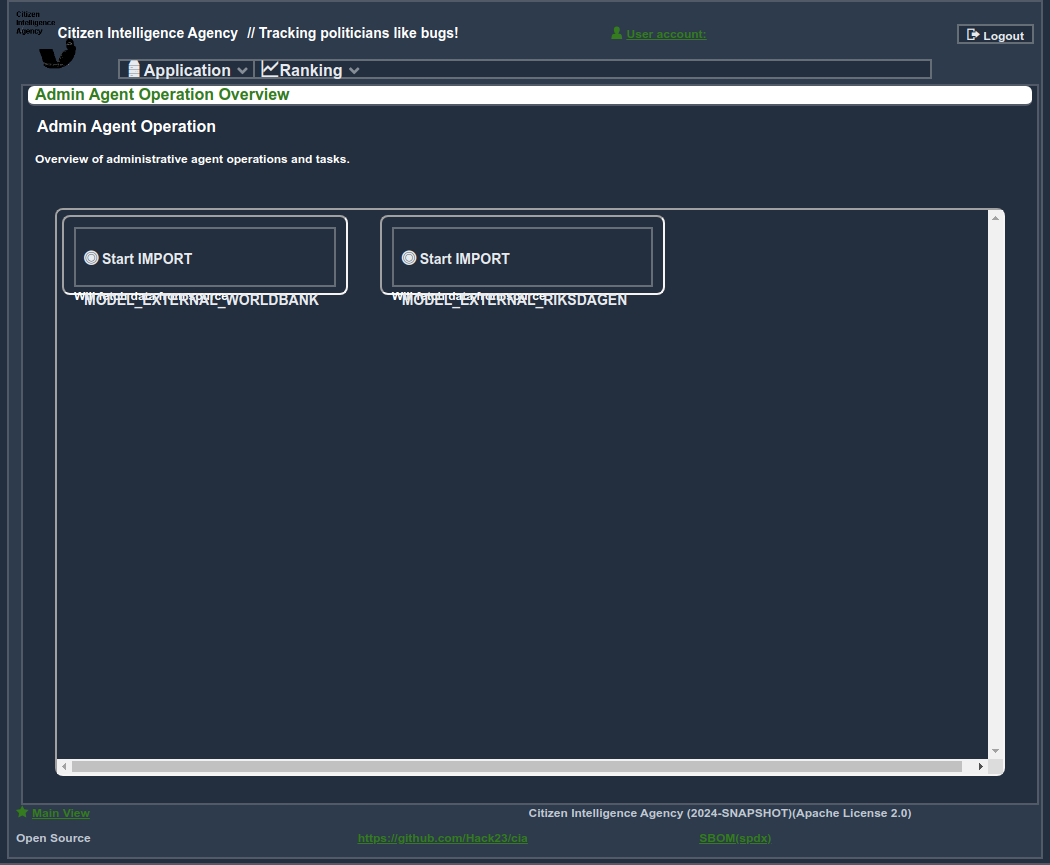 Citizen
Intelligence
Agency
Citizen Intelligence Agency // Tracking politicians like bugs!
User account:
Logout
Application
Ranking
Admin Agent Operation Overview
Admin Agent Operation
Overview of administrative agent operations and tasks.
Start IMPORT
MODEL_EXTERNAL_WORLDBANK
Will fetch data from source
Start IMPORT
MODEL_EXTERNAL_RIKSDAGEN
Will fetch data from source
Main View
Citizen Intelligence Agency (2024-SNAPSHOT)(Apache License 2.0)
Open Source
https://github.com/Hack23/cia
SBOM(spdx)